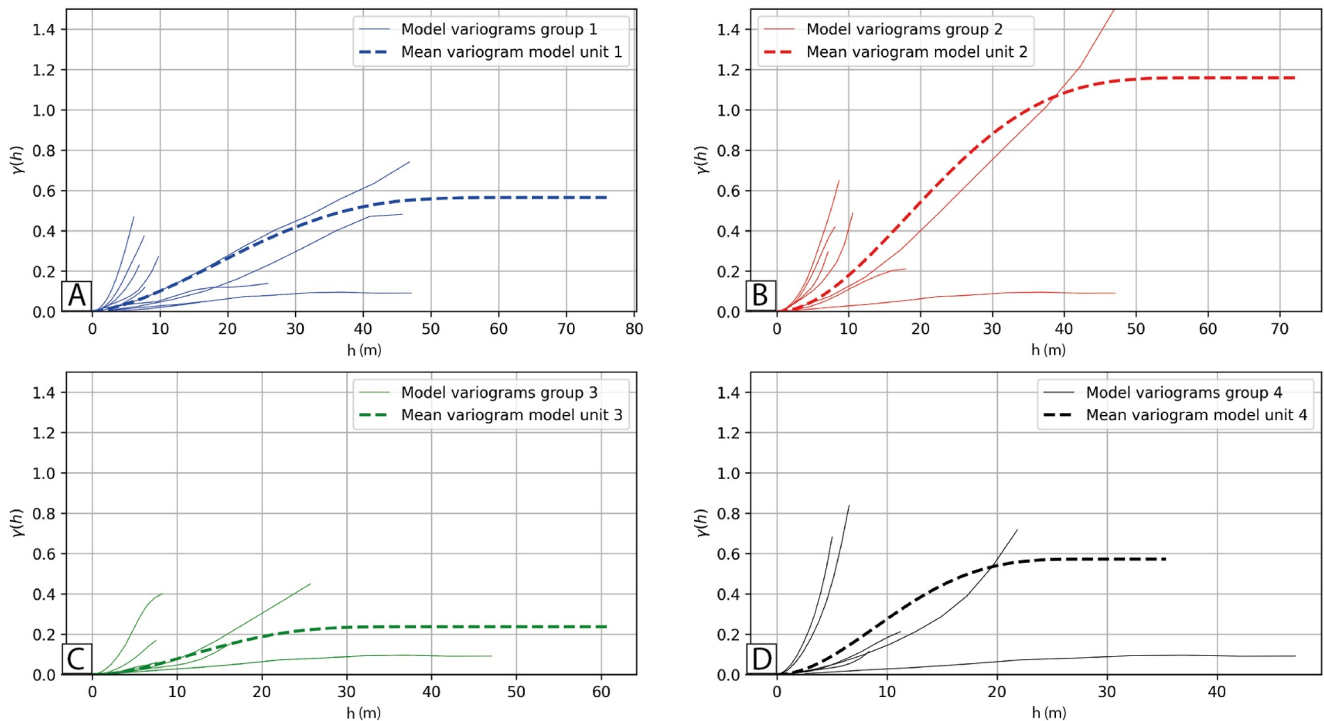 Model variograms group 1
Mean variogram model unit 1
1.4
1.2
1.0
0.8
0.6
0.4
0.2
0.0
γ(h)
A
0 10 20 30 40 50 60 70 80
h (m)
Model variograms group 2
Mean variogram model unit 2
1.4
1.2
1.0
0.8
0.6
0.4
0.2
0.0
γ(h)
B
0 10 20 30 40 50 60 70
h (m)
Model variograms group 3
Mean variogram model unit 3
1.4
1.2
1.0
0.8
0.6
0.4
0.2
0.0
γ(h)
C
0 10 20 30 40 50 60
h (m)
Model variograms group 4
Mean variogram model unit 4
1.4
1.2
1.0
0.8
0.6
0.4
0.2
0.0
γ(h)
D
0 10 20 30 40
h (m)